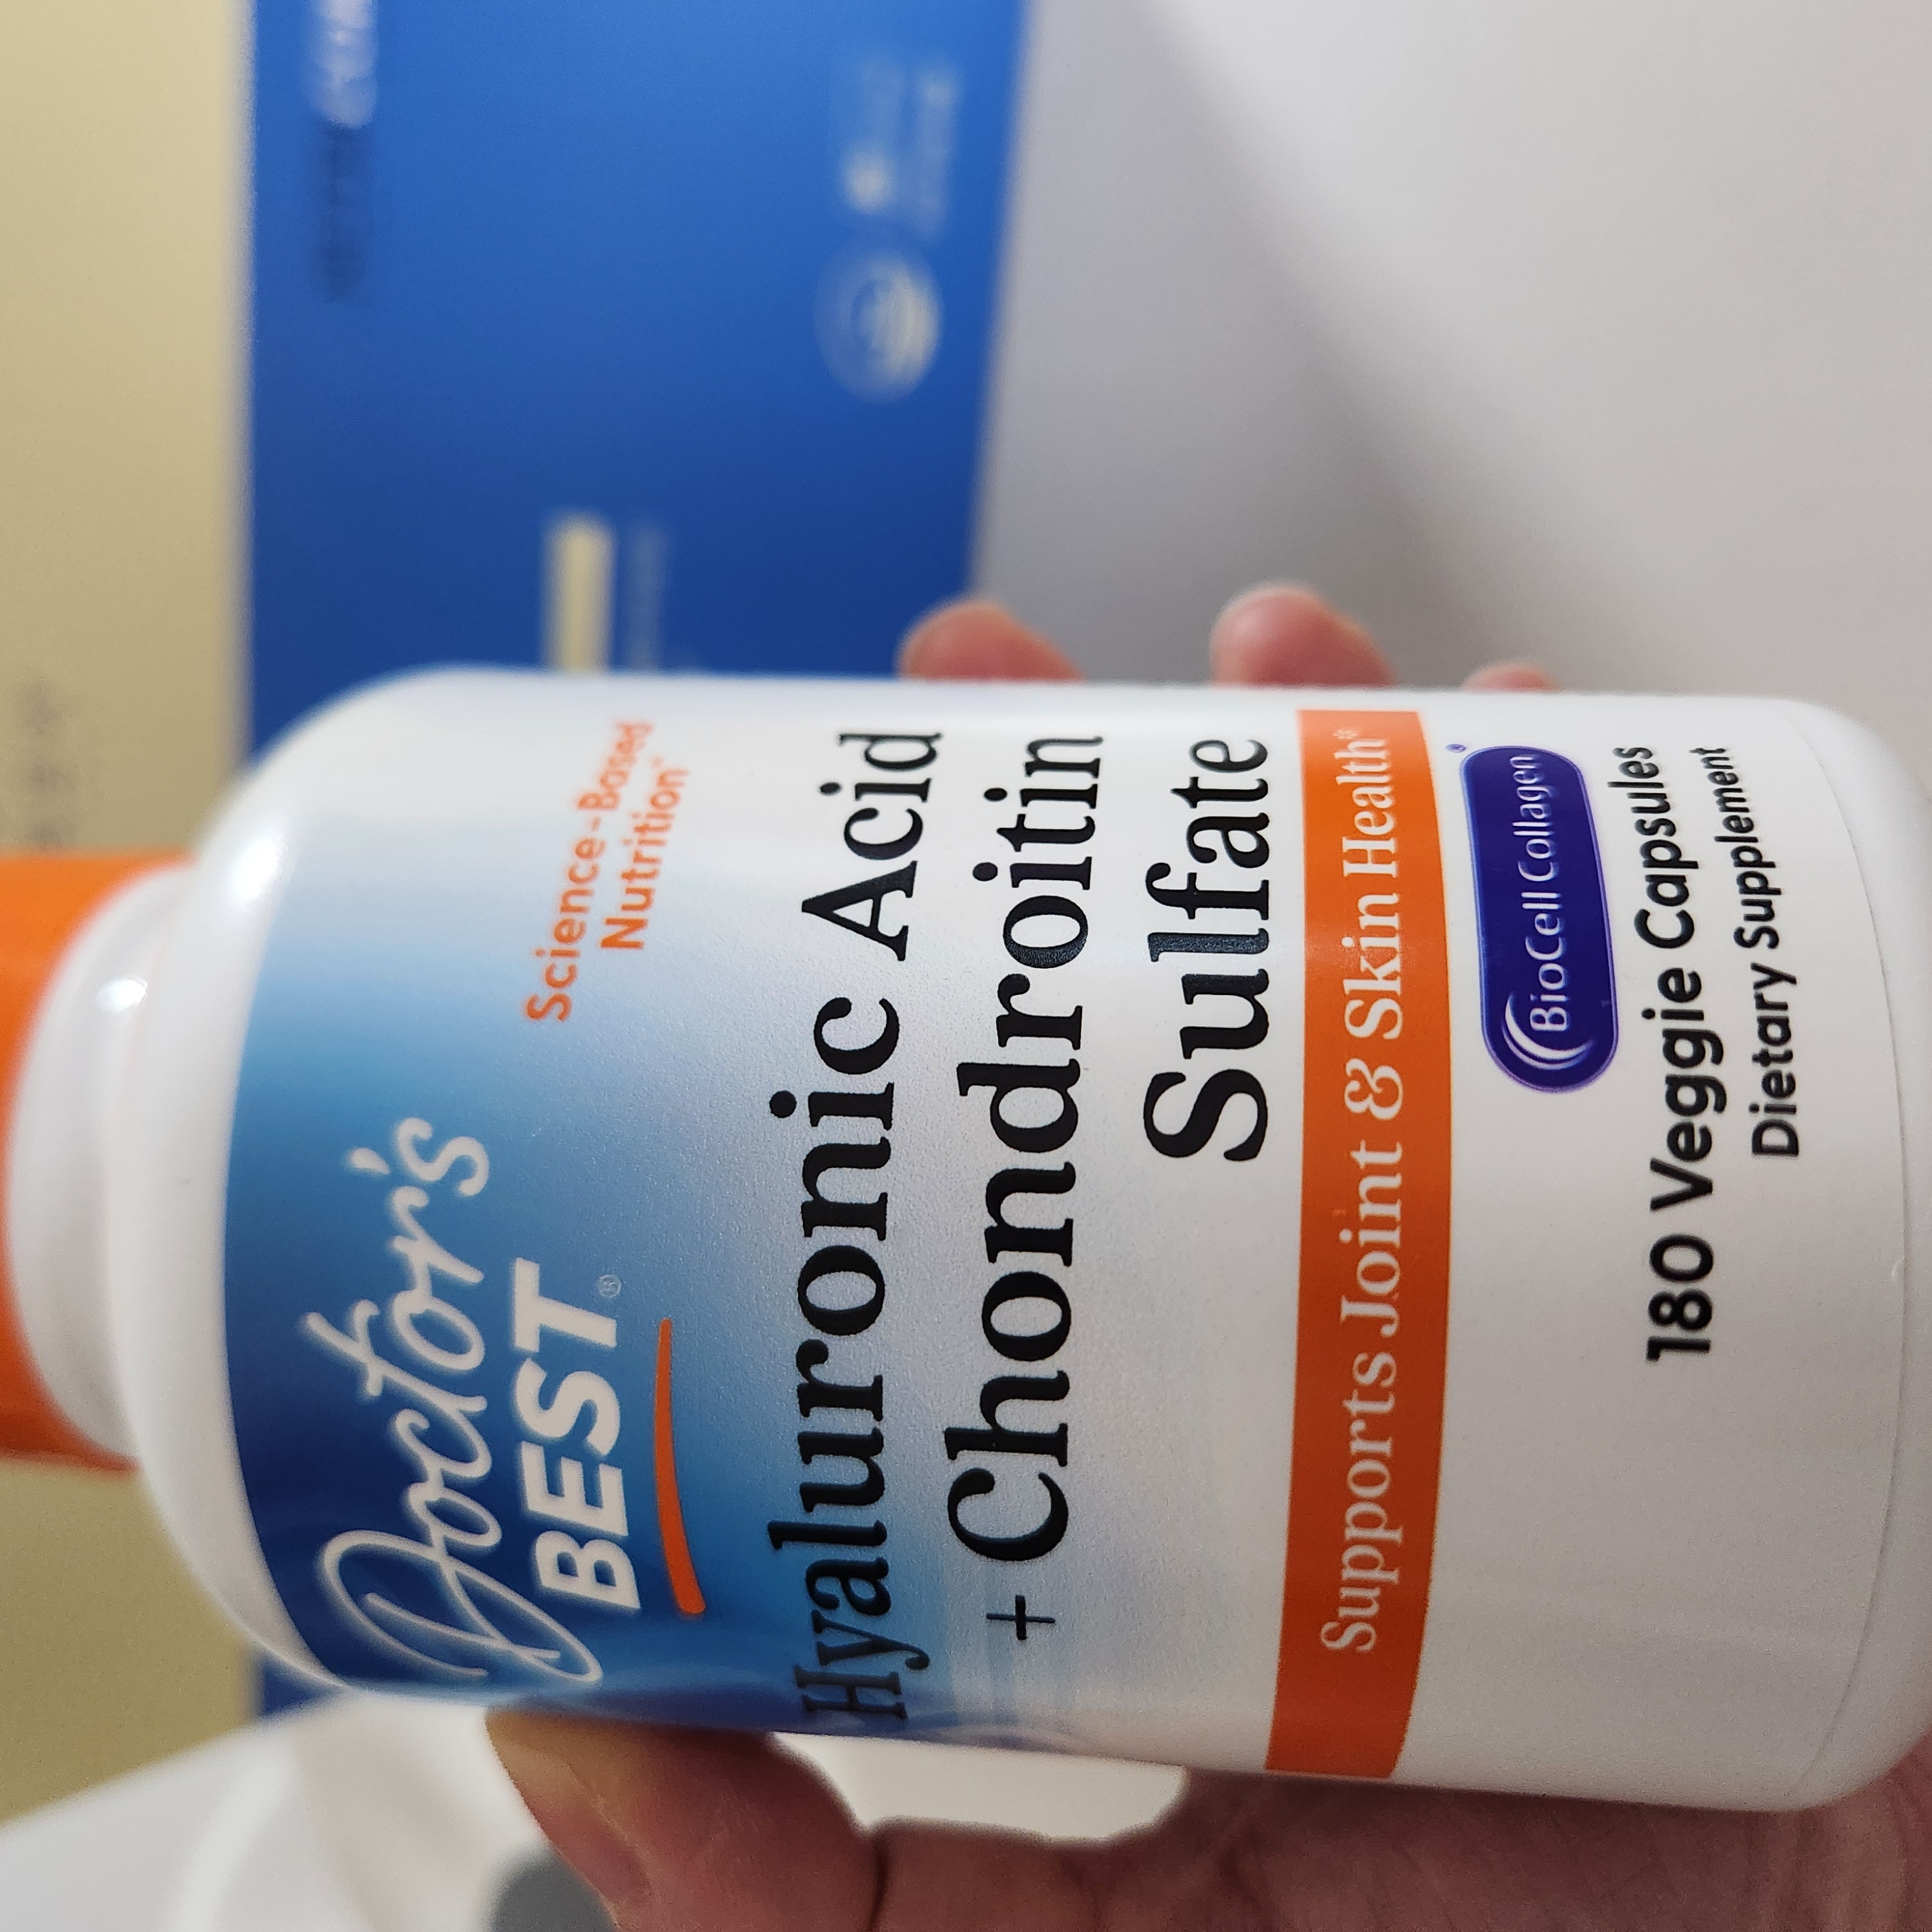 Doctor's
BEST®
Science-Based
Nutrition™
Hyaluronic Acid
+ Chondroitin
Sulfate
Supports Joint & Skin Health*
BioCell Collagen®
180 Veggie Capsules
Dietary Supplement